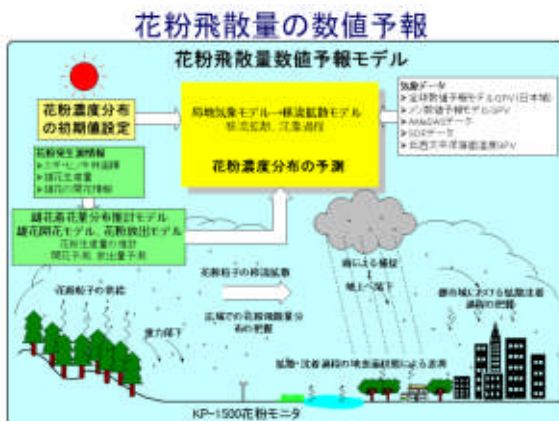 花粉飛散量の数値予報
花粉飛散量数値予報モデル
花粉濃度分布
の初期値設定
局地気象モデル→移流拡散モデル
移流拡散、沈着過程
花粉濃度分布の予測
気象データ
➤全球数値予報モデルGPV(日本域)
➤メソ数値予報モデルGPV
➤AMeDASデータ
➤SDPデータ
➤北西太平洋海面温度GPV
花粉発生源情報
➤スギ・ヒノキ林面積
➤雄花生産量
➤雄花の開花情報
雄花着花量分布推計モデル
雄花開花モデル、花粉放出モデル
花粉生産量の推計
開花予測、放出量予測
花粉粒子の供給
重力落下
花粉粒子の移流拡散
広域での花粉飛散量分
布の把握
雨による捕捉
地上へ落下
都市域における拡散沈着
過程の把握
拡散・沈着過程の地表面状態による差異
KP-1500花粉モニタ